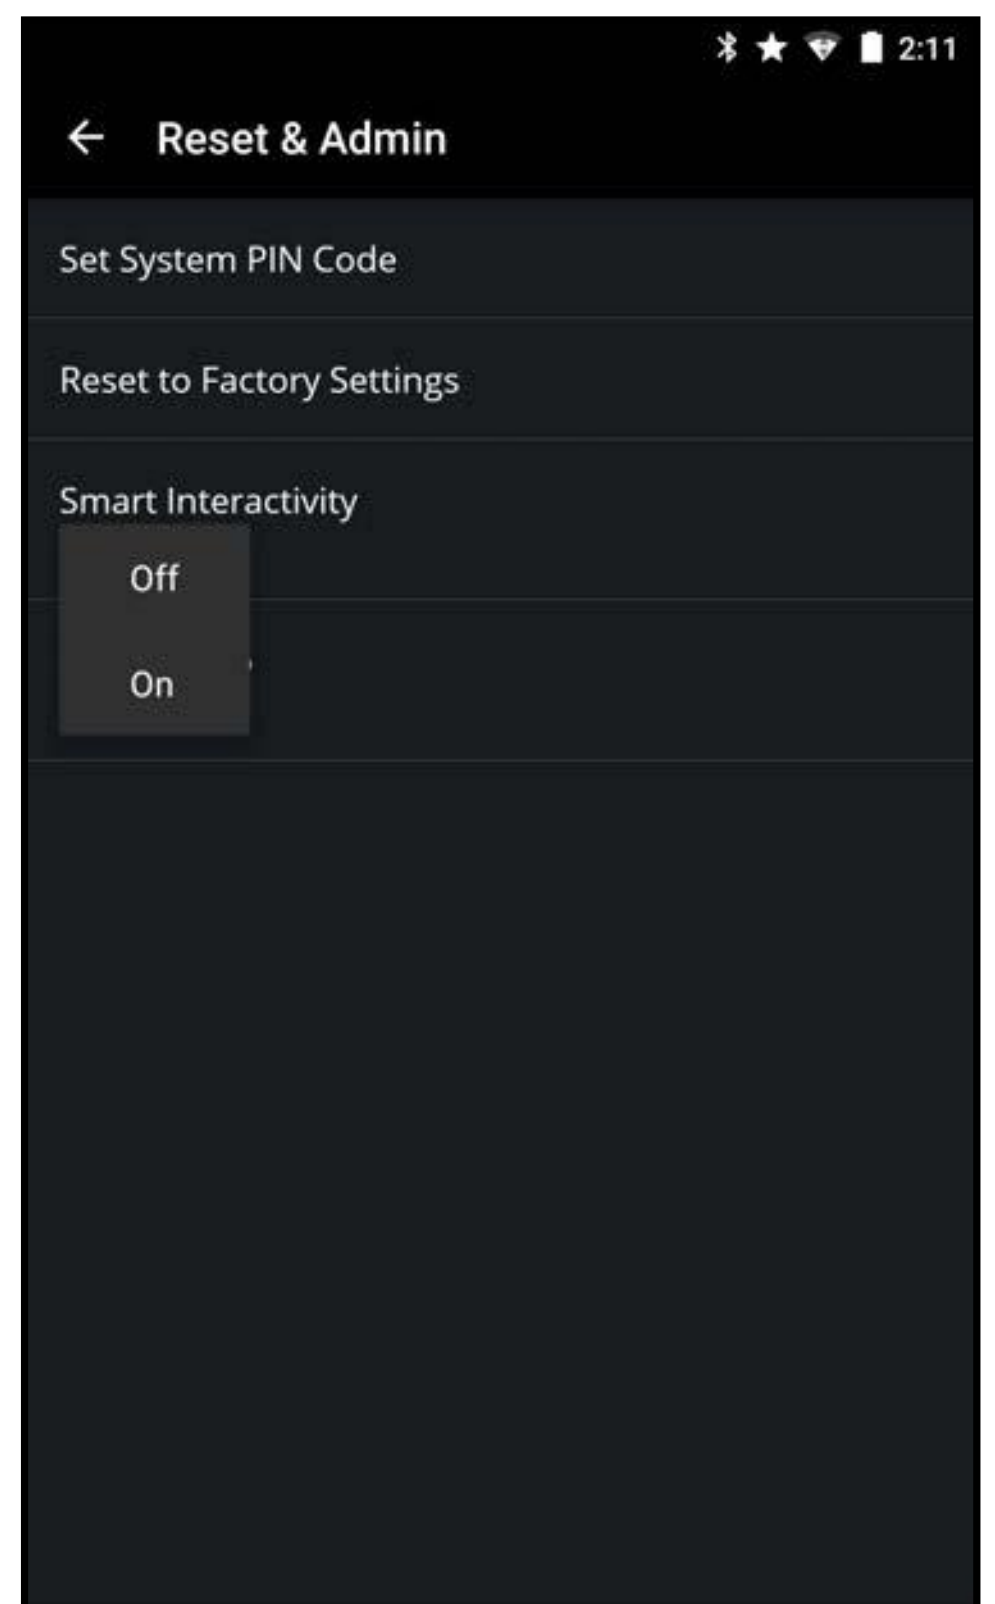 2:11
Reset & Admin
Set System PIN Code
Reset to Factory Settings
Smart Interactivity
Off
On